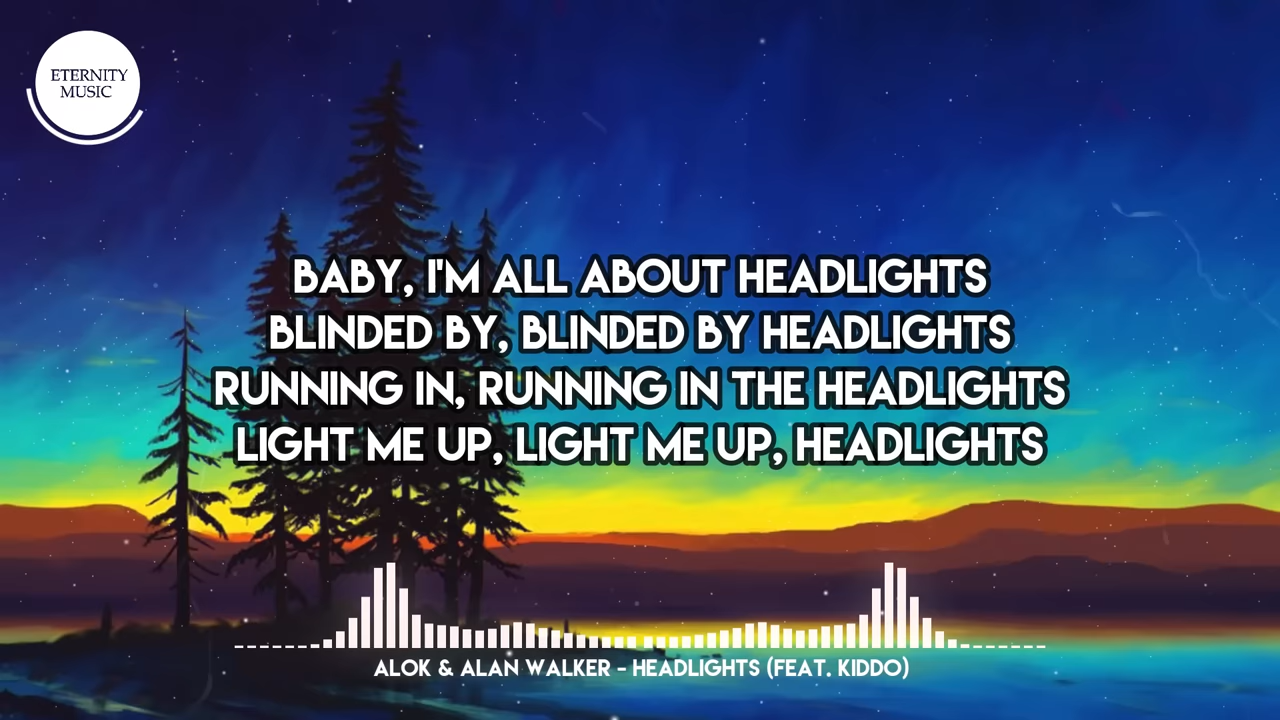 ETERNITY
MUSIC
BABY, I'M ALL ABOUT HEADLIGHTS
BLINDED BY, BLINDED BY HEADLIGHTS
RUNNING IN, RUNNING IN THE HEADLIGHTS
LIGHT ME UP, LIGHT ME UP, HEADLIGHTS
ALOK & ALAN WALKER - HEADLIGHTS (FEAT. KIDDO)